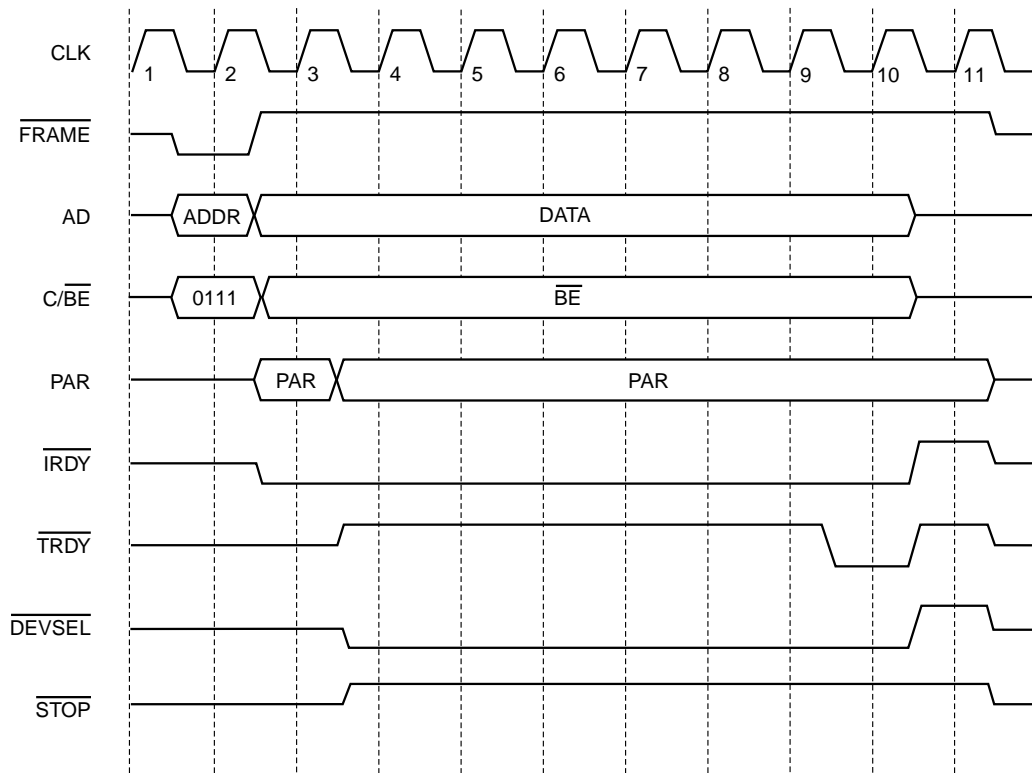 CLK
1 2 3 4 5 6 7 8 9 10 11
FRAME
AD ADDR DATA
C/BE 0111 BE
PAR PAR PAR
IRDY
TRDY
DEVSEL
STOP